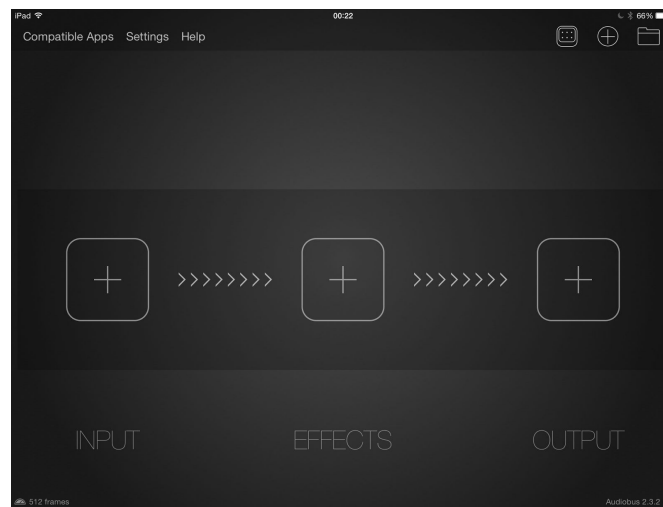 iPad 00:22 66%
Compatible Apps Settings Help
INPUT EFFECTS OUTPUT
512 frames Audiobus 2.3.2